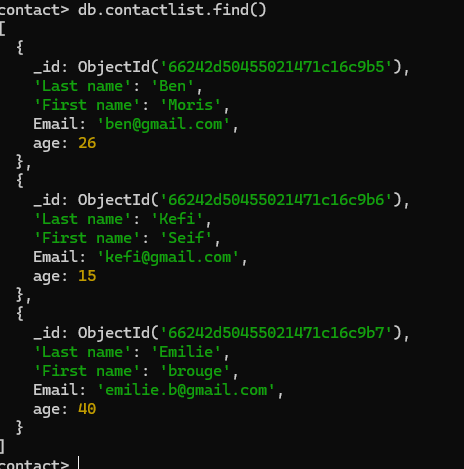 contact> db.contactlist.find()
[
  {
    _id: ObjectId('66242d50455021471c16c9b5'),
    'Last name': 'Ben',
    'First name': 'Moris',
    Email: 'ben@gmail.com',
    age: 26
  },
  {
    _id: ObjectId('66242d50455021471c16c9b6'),
    'Last name': 'Kefi',
    'First name': 'Seif',
    Email: 'kefi@gmail.com',
    age: 15
  },
  {
    _id: ObjectId('66242d50455021471c16c9b7'),
    'Last name': 'Emilie',
    'First name': 'brouge',
    Email: 'emilie.b@gmail.com',
    age: 40
  }
]
contact>